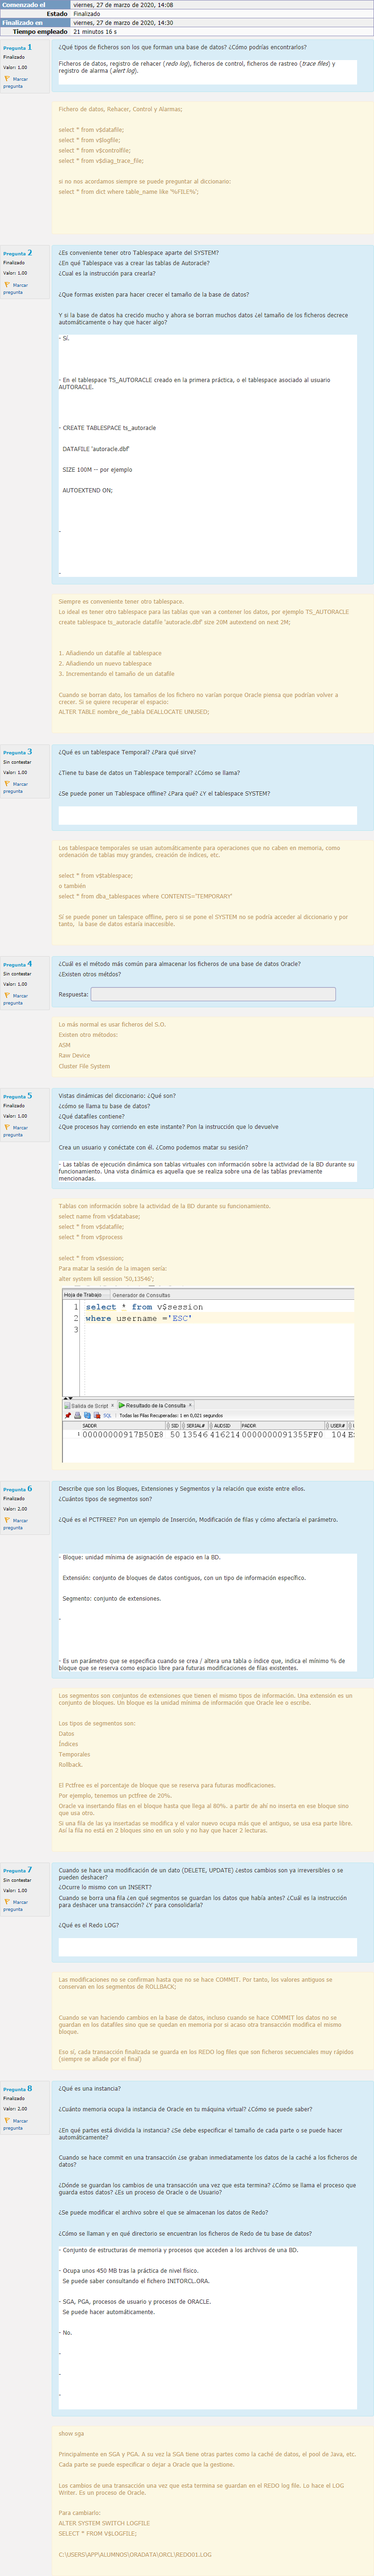 Comenzado el viernes, 27 de marzo de 2020, 14:08
Estado Finalizado
Finalizado en viernes, 27 de marzo de 2020, 14:30
Tiempo empleado 21 minutos 16 s
Pregunta 1
Finalizado
Valor: 1,00
Marcar pregunta
¿Qué tipos de ficheros son los que forman una base de datos? ¿Cómo podrías encontrarlos?
Ficheros de datos, registro de rehacer (redo log), ficheros de control, ficheros de rastreo (trace files) y
registro de alarma (alert log).
Fichero de datos, Rehacer, Control y Alarmas;
select * from v$datafile;
select * from v$logfile;
select * from v$controlfile;
select * from v$diag_trace_file;
si no nos acordamos siempre se puede preguntar al diccionario:
select * from dict where table_name like '%FILE%';
Pregunta 2
Finalizado
Valor: 1,00
Marcar pregunta
¿Es conveniente tener otro Tablespace aparte del SYSTEM?
¿En qué Tablespace vas a crear las tablas de Autoracle?
¿Cual es la instrucción para crearla?
¿Que formas existen para hacer crecer el tamaño de la base de datos?
Y si la base de datos ha crecido mucho y ahora se borran muchos datos ¿el tamaño de los ficheros decrece
automáticamente o hay que hacer algo?
- Sí.
- En el tablespace TS_AUTORACLE creado en la primera práctica, o el tablespace asociado al usuario
AUTORACLE.
- CREATE TABLESPACE ts_autoracle
DATAFILE 'autoracle.dbf'
SIZE 100M -- por ejemplo
AUTOEXTEND ON;
-
-
Siempre es conveniente tener otro tablespace.
Lo ideal es tener otro tablespace para las tablas que van a contener los datos, por ejemplo TS_AUTORACLE
create tablespace ts_autoracle datafile 'autoracle.dbf' size 20M autextend on next 2M;
1. Añadiendo un datafile al tablespace
2. Añadiendo un nuevo tablespace
3. Incrementando el tamaño de un datafile
Cuando se borran dato, los tamaños de los fichero no varían porque Oracle piensa que podrían volver a
crecer. Si se quiere recuperar el espacio:
ALTER TABLE nombre_de_tabla DEALLOCATE UNUSED;
Pregunta 3
Sin contestar
Valor: 1,00
Marcar pregunta
¿Qué es un tablespace Temporal? ¿Para qué sirve?
¿Tiene tu base de datos un Tablespace temporal? ¿Cómo se llama?
¿Se puede poner un Tablespace offline? ¿Para qué? ¿Y el tablespace SYSTEM?
Los tablespace temporales se usan automáticamente para operaciones que no caben en memoria, como
ordenación de tablas muy grandes, creación de índices, etc.
select * from v$tablespace;
o también
select * from dba_tablespaces where CONTENTS='TEMPORARY'
Sí se puede poner un talespace offline, pero si se pone el SYSTEM no se podría acceder al diccionario y por
tanto, la base de datos estaría inaccesible.
Pregunta 4
Sin contestar
Valor: 1,00
Marcar pregunta
¿Cuál es el método más común para almacenar los ficheros de una base de datos Oracle?
¿Existen otros métdos?
Respuesta:
Lo más normal es usar ficheros del S.O.
Existen otro métodos:
ASM
Raw Device
Cluster File System
Pregunta 5
Finalizado
Valor: 1,00
Marcar pregunta
Vistas dinámicas del diccionario: ¿Qué son?
¿cómo se llama tu base de datos?
¿Qué datafiles contiene?
¿Que procesos hay corriendo en este instante? Pon la instrucción que lo devuelve
Crea un usuario y conéctate con él. ¿Como podemos matar su sesión?
- Las tablas de ejecución dinámica son tablas virtuales con información sobre la actividad de la BD durante su
funcionamiento. Una vista dinámica es aquella que se realiza sobre una de las tablas previamente
mencionadas.
Tablas con información sobre la actividad de la BD durante su funcionamiento.
select name from v$database;
select * from v$datafile;
select * from v$process
select * from v$session;
Para matar la sesión de la imagen sería:
alter system kill session '50,13546';
Hoja de Trabajo Generador de Consultas
1 select * from v$session
2 where username ='ESC'
3
Salida de Script × Resultado de la Consulta ×
SQL | Todas las Filas Recuperadas: 1 en 0,021 segundos
SADDR SID SERIAL# AUDSID PADDR USER#
1 00000000917B50E8 50 13546 416214 0000000091355FF0 104
Pregunta 6
Finalizado
Valor: 2,00
Marcar pregunta
Describe que son los Bloques, Extensiones y Segmentos y la relación que existe entre ellos.
¿Cuántos tipos de segmentos son?
¿Qué es el PCTFREE? Pon un ejemplo de Inserción, Modificación de filas y cómo afectaría el parámetro.
- Bloque: unidad mínima de asignación de espacio en la BD.
Extensión: conjunto de bloques de datos contiguos, con un tipo de información específico.
Segmento: conjunto de extensiones.
-
- Es un parámetro que se especifica cuando se crea / altera una tabla o índice que, indica el mínimo % de
bloque que se reserva como espacio libre para futuras modificaciones de filas existentes.
Los segmentos son conjuntos de extensiones que tienen el mismo tipos de información. Una extensión es un
conjunto de bloques. Un bloque es la unidad mínima de información que Oracle lee o escribe.
Los tipos de segmentos son:
Datos
Índices
Temporales
Rollback.
El Pctfree es el porcentaje de bloque que se reserva para futuras modficaciones.
Por ejemplo, tenemos un pctfree de 20%.
Oracle va insertando filas en el bloque hasta que llega al 80%. a partir de ahí no inserta en ese bloque sino
que usa otro.
Si una fila de las ya insertadas se modifica y el valor nuevo ocupa más que el antiguo, se usa esa parte libre.
Así la fila no está en 2 bloques sino en un solo y no hay que hacer 2 lecturas.
Pregunta 7
Sin contestar
Valor: 1,00
Marcar pregunta
Cuando se hace una modificación de un dato (DELETE, UPDATE) ¿estos cambios son ya irreversibles o se
pueden deshacer?
¿Ocurre lo mismo con un INSERT?
Cuando se borra una fila ¿en qué segmentos se guardan los datos que había antes? ¿Cuál es la instrucción
para deshacer una transacción? ¿Y para consolidarla?
¿Qué es el Redo LOG?
Las modificaciones no se confirman hasta que no se hace COMMIT. Por tanto, los valores antiguos se
conservan en los segmentos de ROLLBACK;
Cuando se van haciendo cambios en la base de datos, incluso cuando se hace COMMIT los datos no se
guardan en los datafiles sino que se quedan en memoria por si acaso otra transacción modifica el mismo
bloque.
Eso sí, cada transacción finalizada se guarda en los REDO log files que son ficheros secuenciales muy rápidos
(siempre se añade por el final)
Pregunta 8
Finalizado
Valor: 2,00
Marcar pregunta
¿Qué es una instancia?
¿Cuánto memoria ocupa la instancia de Oracle en tu máquina virtual? ¿Cómo se puede saber?
¿En qué partes está dividida la instancia? ¿Se debe especificar el tamaño de cada parte o se puede hacer
automáticamente?
Cuando se hace commit en una transacción ¿se graban inmediatamente los datos de la caché a los ficheros de
datos?
¿Dónde se guardan los cambios de una transacción una vez que esta termina? ¿Cómo se llama el proceso que
guarda estos datos? ¿Es un proceso de Oracle o de Usuario?
¿Se puede modificar el archivo sobre el que se almacenan los datos de Redo?
¿Cómo se llaman y en qué directorio se encuentran los ficheros de Redo de tu base de datos?
- Conjunto de estructuras de memoria y procesos que acceden a los archivos de una BD.
- Ocupa unos 450 MB tras la práctica de nivel físico.
Se puede saber consultando el fichero INITORCL.ORA.
- SGA, PGA, procesos de usuario y procesos de ORACLE.
Se puede hacer automáticamente.
- No.
-
-
-
show sga
Principalmente en SGA y PGA. A su vez la SGA tiene otras partes como la caché de datos, el pool de Java, etc.
Cada parte se puede especificar o dejar a Oracle que la gestione.
Los cambios de una transacción una vez que esta termina se guardan en el REDO log file. Lo hace el LOG
Writer. Es un proceso de Oracle.
Para cambiarlo:
ALTER SYSTEM SWITCH LOGFILE
SELECT * FROM V$LOGFILE;
C:\USERS\APP\ALUMNOS\ORADATA\ORCL\REDO01.LOG